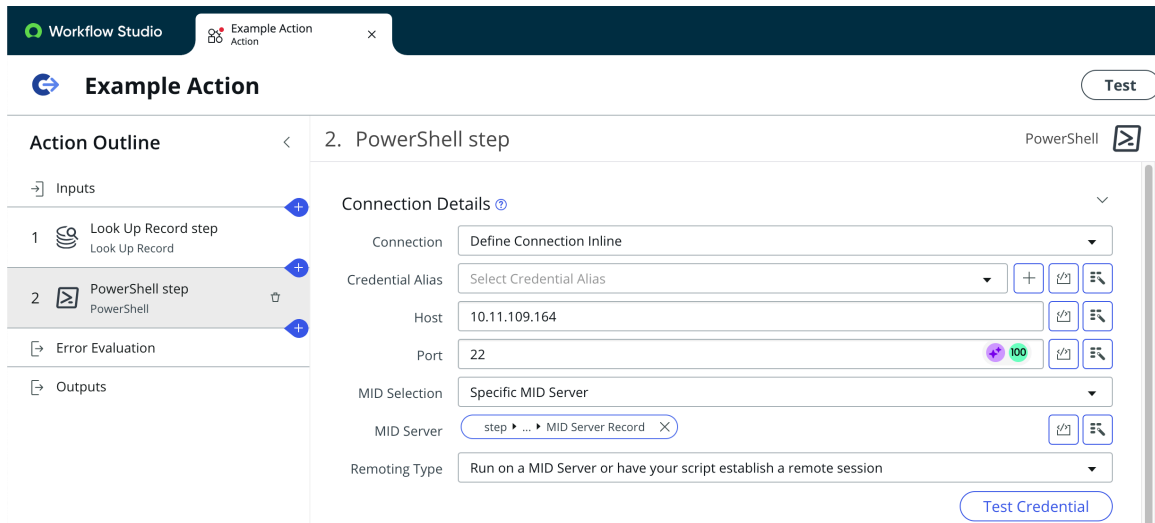 Workflow Studio
Example Action
Action
Example Action
Test
Action Outline
Inputs
1 Look Up Record step
Look Up Record
2 PowerShell step
PowerShell
Error Evaluation
Outputs
2. PowerShell step
PowerShell
Connection Details
Connection Define Connection Inline
Credential Alias Select Credential Alias
Host 10.11.109.164
Port 22 100
MID Selection Specific MID Server
MID Server step ▸ ... ▸ MID Server Record
Remoting Type Run on a MID Server or have your script establish a remote session
Test Credential